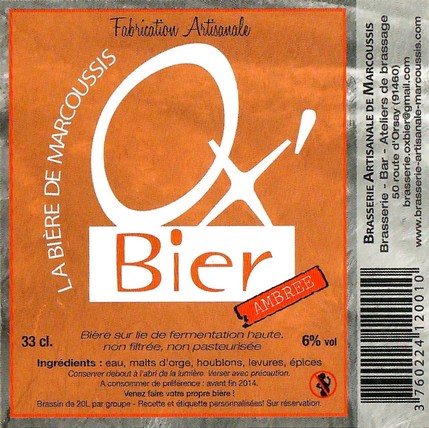 Fabrication Artisanale
LA BIÈRE DE MARCOUSSIS
Ox'
Bier
AMBREE
Bière sur lie de fermentation haute,
non filtrée, non pasteurisée
33 cl.
6% vol
Ingrédients : eau, malts d'orge, houblons, levures, épices
Conserver debout à l'abri de la lumière. Verser avec précaution.
A consommer de préférence : avant fin 2014.
Venez faire votre propre bière !
Brassin de 20L par groupe - Recette et étiquette personnalisées! Sur réservation.
BRASSERIE ARTISANALE DE MARCOUSSIS
Brasserie - Bar - Ateliers de brassage
50 route d'Orsay (91460)
brasserie.oxbier@gmail.com
www.brasserie-artisanale-marcoussis.com
3 760224 120010